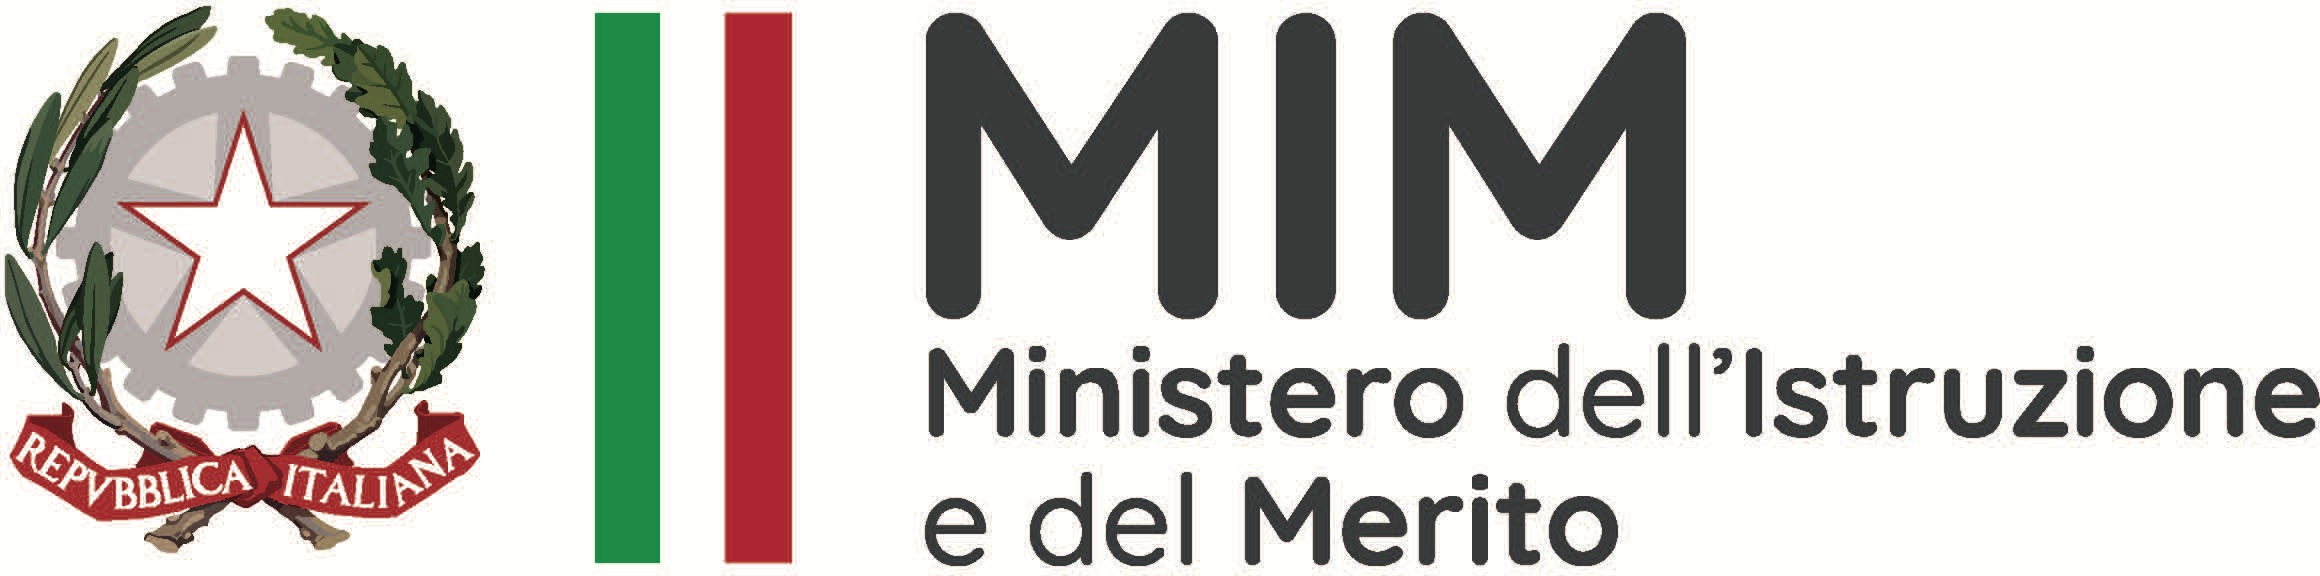 REPVBBLICA ITALIANA
MIM
Ministero dell'Istruzione
e del Merito